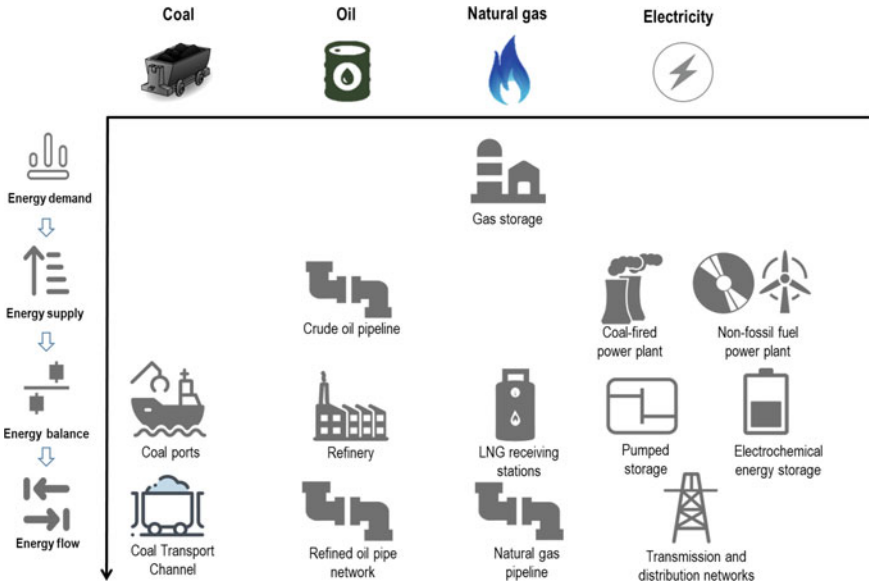 Coal
Oil
Natural gas
Electricity
Energy demand
Gas storage
Energy supply
Crude oil pipeline
Coal-fired
power plant
Non-fossil fuel
power plant
Energy balance
Coal ports
Refinery
LNG receiving
stations
Pumped
storage
Electrochemical
energy storage
Energy flow
Coal Transport
Channel
Refined oil pipe
network
Natural gas
pipeline
Transmission and
distribution networks